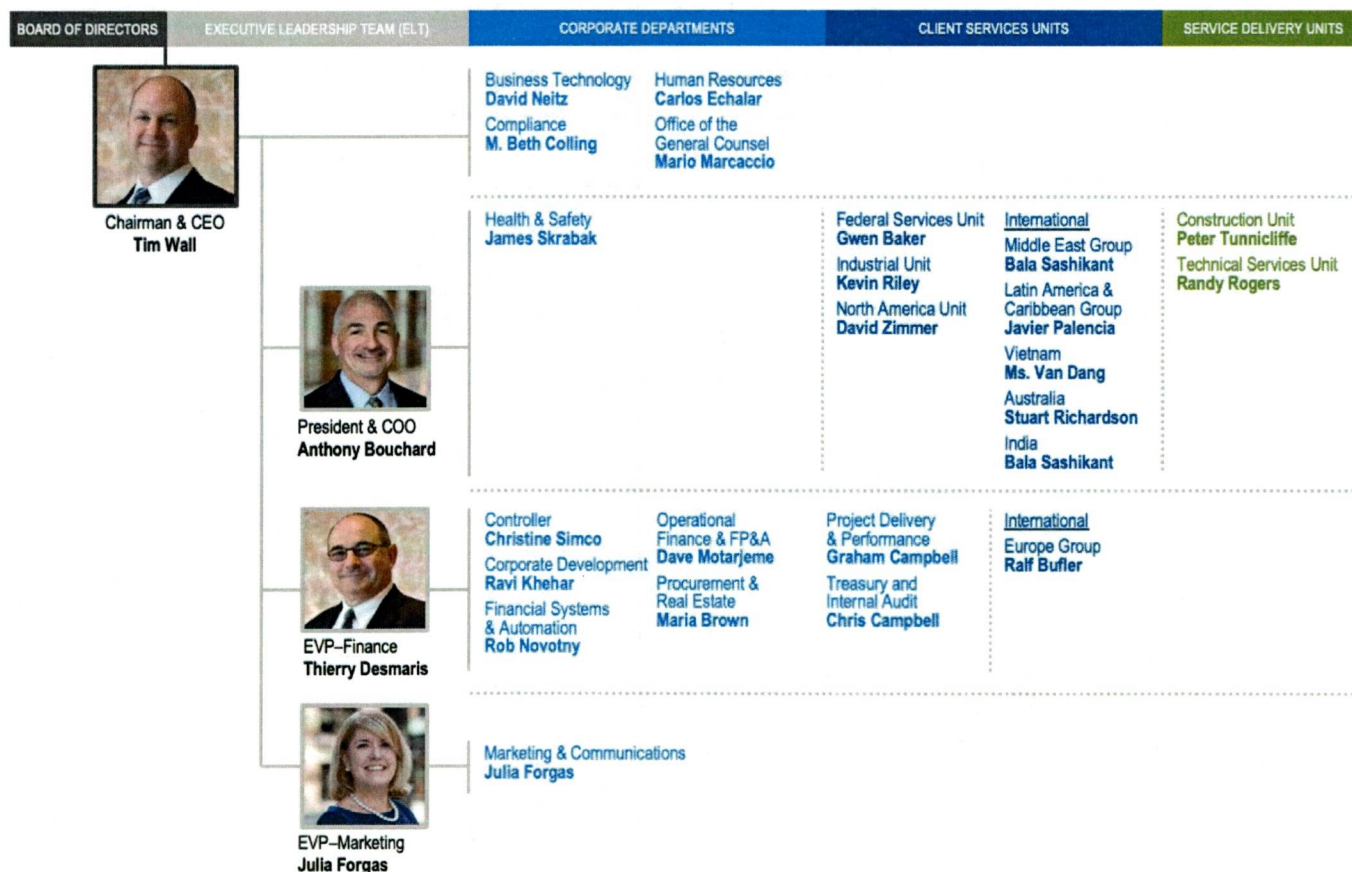 BOARD OF DIRECTORS
EXECUTIVE LEADERSHIP TEAM (ELT)
CORPORATE DEPARTMENTS
CLIENT SERVICES UNITS
SERVICE DELIVERY UNITS
Chairman & CEO
Tim Wall
Business Technology
David Neitz
Compliance
M. Beth Colling
Human Resources
Carlos Echalar
Office of the
General Counsel
Mario Marcaccio
President & COO
Anthony Bouchard
Health & Safety
James Skrabak
Federal Services Unit
Gwen Baker
Industrial Unit
Kevin Riley
North America Unit
David Zimmer
International
Middle East Group
Bala Sashikant
Latin America &
Caribbean Group
Javier Palencia
Vietnam
Ms. Van Dang
Australia
Stuart Richardson
India
Bala Sashikant
Construction Unit
Peter Tunnicliffe
Technical Services Unit
Randy Rogers
EVP–Finance
Thierry Desmaris
Controller
Christine Simco
Corporate Development
Ravi Khehar
Financial Systems
& Automation
Rob Novotny
Operational
Finance & FP&A
Dave Motarjeme
Procurement &
Real Estate
Maria Brown
Project Delivery
& Performance
Graham Campbell
Treasury and
Internal Audit
Chris Campbell
International
Europe Group
Ralf Bufler
EVP–Marketing
Julia Forgas
Marketing & Communications
Julia Forgas